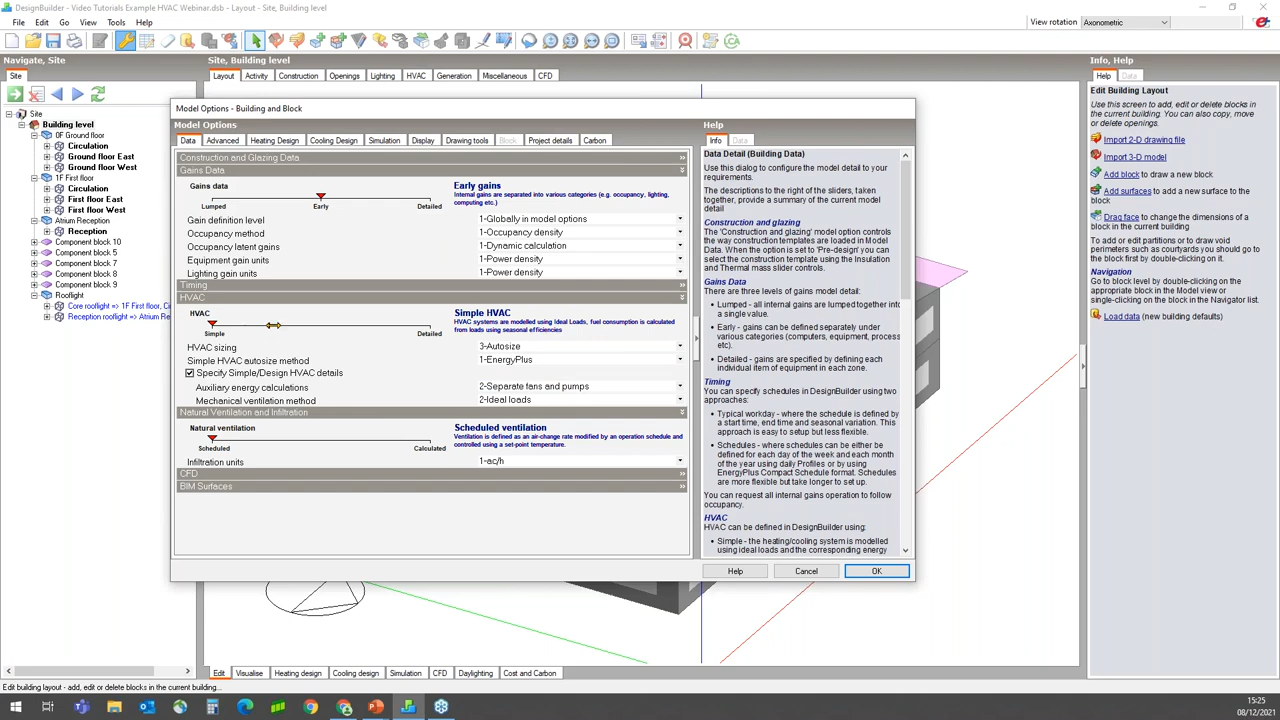 DesignBuilder - Video Tutorials Example HVAC Webinar.dsb - Layout - Site, Building level
File Edit Go View Tools Help
View rotation Axonometric
Navigate, Site
Site, Building level
Info, Help
Site
Layout Activity Construction Openings Lighting HVAC Generation Miscellaneous CFD
Help Data
Site
Building level
0F Ground floor
Circulation
Ground floor East
Ground floor West
1F First floor
Circulation
First floor East
First floor West
Atrium Reception
Reception
Component block 10
Component block 5
Component block 7
Component block 8
Component block 9
Rooflight
Core rooflight => 1F First floor, Ci
Reception rooflight => Atrium Re
Model Options - Building and Block
Model Options
Data Advanced Heating Design Cooling Design Simulation Display Drawing tools Block Project details Carbon
Construction and Glazing Data
Gains Data
Gains data
Lumped Early Detailed
Early gains
Internal gains are separated into various categories (e.g. occupancy, lighting,
computing etc.)
Gain definition level 1-Globally in model options
Occupancy method 1-Occupancy density
Occupancy latent gains 1-Dynamic calculation
Equipment gain units 1-Power density
Lighting gain units 1-Power density
Timing
HVAC
HVAC
Simple Detailed
Simple HVAC
HVAC systems are modelled using Ideal Loads, fuel consumption is calculated
from loads using seasonal efficiencies
HVAC sizing 3-Autosize
Simple HVAC autosize method 1-EnergyPlus
Specify Simple/Design HVAC details
Auxiliary energy calculations 2-Separate fans and pumps
Mechanical ventilation method 2-Ideal loads
Natural Ventilation and Infiltration
Natural ventilation
Scheduled Calculated
Scheduled ventilation
Ventilation is defined as an air-change rate modified by an operation schedule and
controlled using a set-point temperature.
Infiltration units 1-ac/h
CFD
BIM Surfaces
Help
Info Data
Data Detail (Building Data)
Use this dialog to configure the model detail to your
requirements.
The descriptions to the right of the sliders, taken
together, provide a summary of the current model
detail
Construction and glazing
The 'Construction and glazing' model option controls
the way construction templates are loaded in Model
Data. When the option is set to 'Pre-design' you can
select the construction template using the Insulation
and Thermal mass slider controls.
Gains Data
There are three levels of gains model detail:
• Lumped - all internal gains are lumped together into
a single value.
• Early - gains can be defined separately under
various categories (computers, equipment, process
etc).
• Detailed - gains are specified by defining each
individual item of equipment in each zone.
Timing
You can specify schedules in DesignBuilder using two
approaches:
• Typical workday - where the schedule is defined by
a start time, end time and seasonal variation. This
approach is easy to setup but less flexible.
• Schedules - where schedules can be either be
defined for each day of the week and each month
of the year using daily Profiles or by using
EnergyPlus Compact Schedule format. Schedules
are more flexible but take longer to set up.
You can request all internal gains operation to follow
occupancy.
HVAC
HVAC can be defined in DesignBuilder using:
• Simple - the heating/cooling system is modelled
using ideal loads and the corresponding energy
Help Cancel OK
Edit Building Layout
Use this screen to add, edit or delete blocks in
the current building. You can also copy, move
or delete openings.
Import 2-D drawing file
Import 3-D model
Add block to draw a new block
Add surfaces to add a new surface to the
block
Drag face to change the dimensions of a
block in the current building
To add or edit partitions or to draw void
perimeters such as courtyards you should go to
the block first by double-clicking on it.
Navigation
Go to block level by double-clicking on the
appropriate block in the Model view or
single-clicking on the block in the Navigator list.
Load data (new building defaults)
Edit Visualise Heating design Cooling design Simulation CFD Daylighting Cost and Carbon
Edit building layout - add, edit or delete blocks in the current building...
15:25
08/12/2021